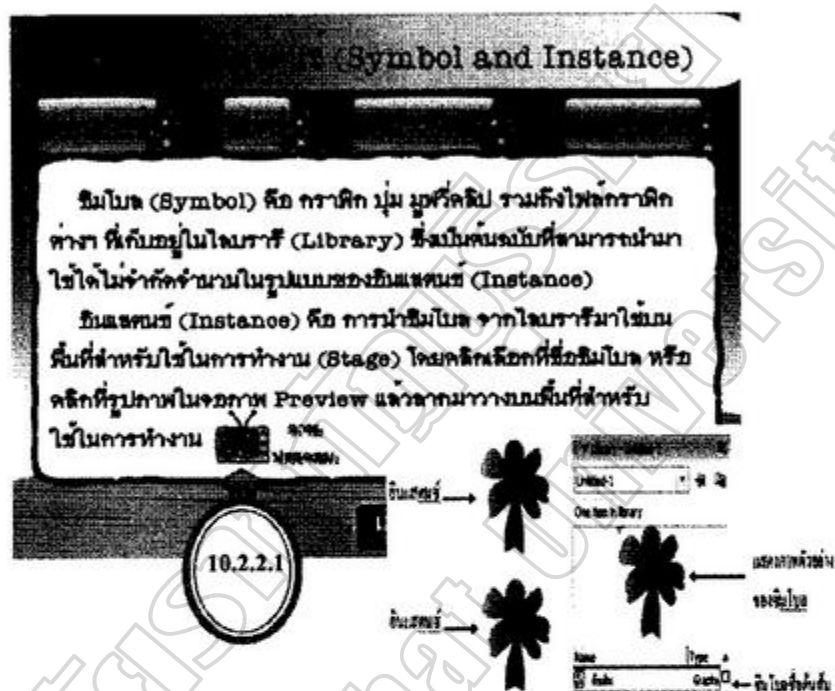 (Symbol and Instance)
ซิมโบล (Symbol) คือ กราฟิก ปุ่ม มูฟวี่คลิป รวมถึงไฟล์กราฟิก
ต่างๆ ที่เก็บอยู่ในไลบรารี (Library) ซึ่งเป็นต้นฉบับที่สามารถนำมา
ใช้ได้ไม่จำกัดจำนวนในรูปแบบของอินแสตนซ์ (Instance)
อินแสตนซ์ (Instance) คือ การนำซิมโบล จากไลบรารีมาใช้บน
พื้นที่สำหรับใช้ในการทำงาน (Stage) โดยคลิกเลือกที่ชื่อซิมโบล หรือ
คลิกที่รูปภาพในจอภาพ Preview แล้วลากมาวางบนพื้นที่สำหรับ
ใช้ในการทำงาน
10.2.2.1
อินแสตนซ์
Untitled-1
One item in library
แสดงภาพตัวอย่าง
ของซิมโบล
อินแสตนซ์
Name Type
Graphic